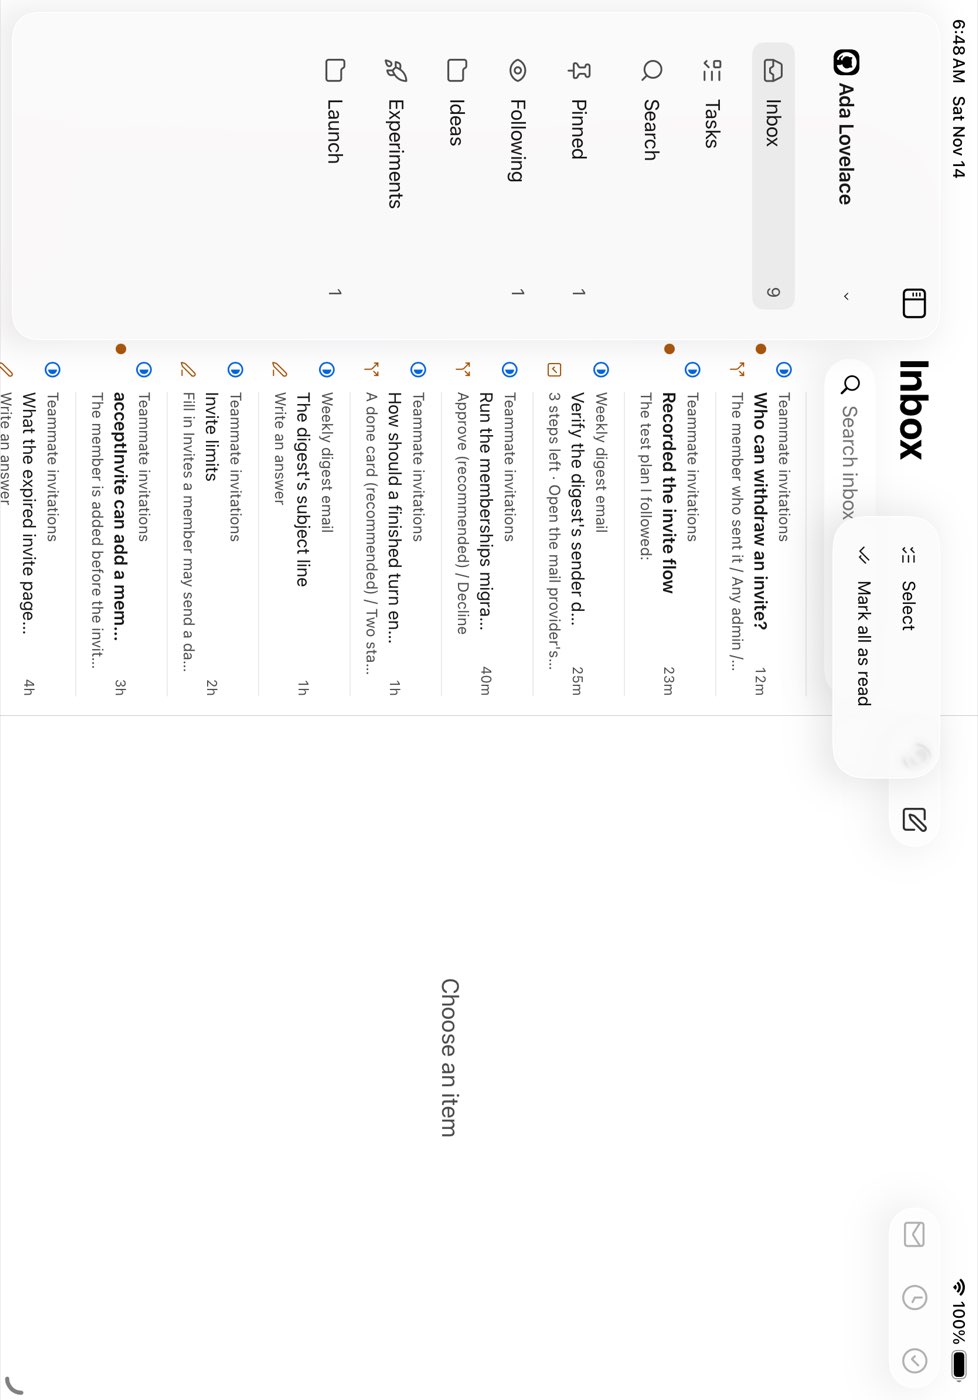 6:48 AM Sat Nov 14
100%
Ada Lovelace
Inbox 9
Tasks
Search
Pinned 1
Following 1
Ideas
Experiments
Launch 1
Inbox
Select
Mark all as read
Search inbox
Teammate invitations
Who can withdraw an invite? 12m
The member who sent it / Any admin /...
Teammate invitations
Recorded the invite flow 23m
The test plan I followed:
Weekly digest email
Verify the digest's sender d... 25m
3 steps left · Open the mail provider's...
Teammate invitations
Run the memberships migra... 40m
Approve (recommended) / Decline
Teammate invitations
How should a finished turn en... 1h
A done card (recommended) / Two sta...
Weekly digest email
The digest's subject line 1h
Write an answer
Teammate invitations
Invite limits 2h
Fill in Invites a member may send a da...
Teammate invitations
acceptInvite can add a mem... 3h
The member is added before the invit...
Teammate invitations
What the expired invite page... 4h
Write an answer
Choose an item